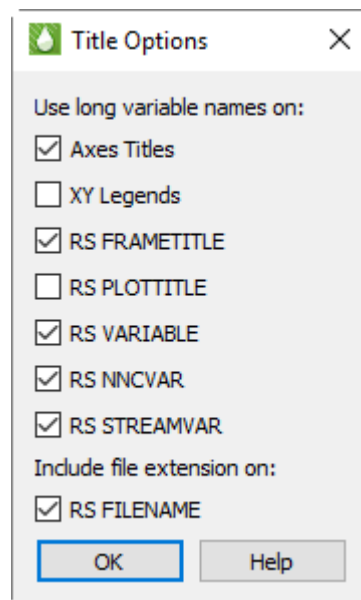 Title Options
Use long variable names on:
Axes Titles
XY Legends
RS FRAMETITLE
RS PLOTTITLE
RS VARIABLE
RS NNCVAR
RS STREAMVAR
Include file extension on:
RS FILENAME
OK Help